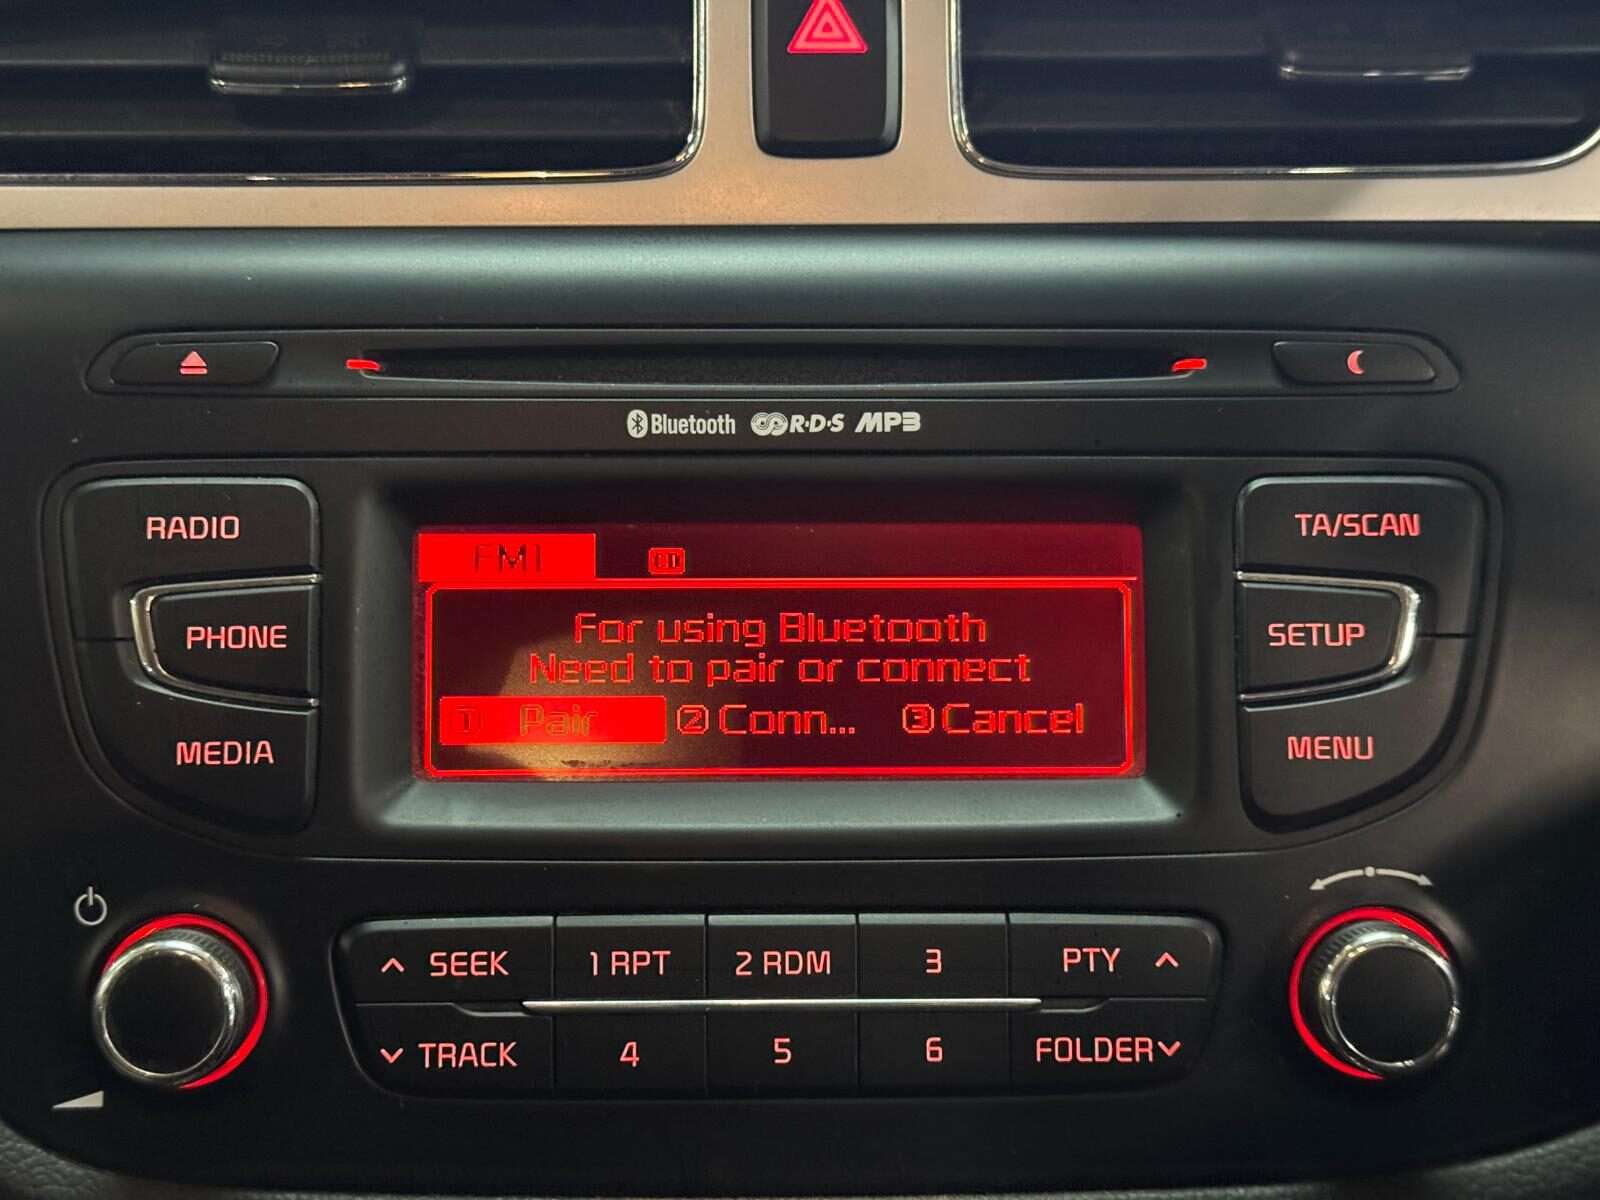 Bluetooth R·D·S MP3
RADIO
TA/SCAN
FM1 CD
For using Bluetooth
Need to pair or connect
1 Pair 2 Conn... 3 Cancel
PHONE
SETUP
MEDIA
MENU
SEEK 1 RPT 2 RDM 3 PTY
TRACK 4 5 6 FOLDER